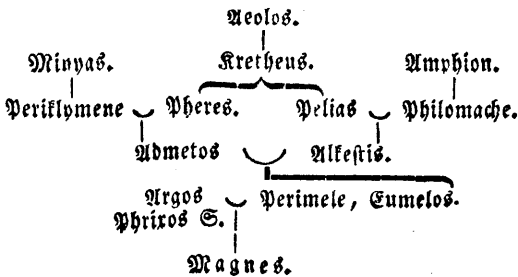 Aeolos.
Minyas. Kretheus. Amphion.
Periklymene Pheres. Pelias Philomache.
Admetos Alkestis.
Argos Perimele, Eumelos.
Phrixos S.
Magnes.